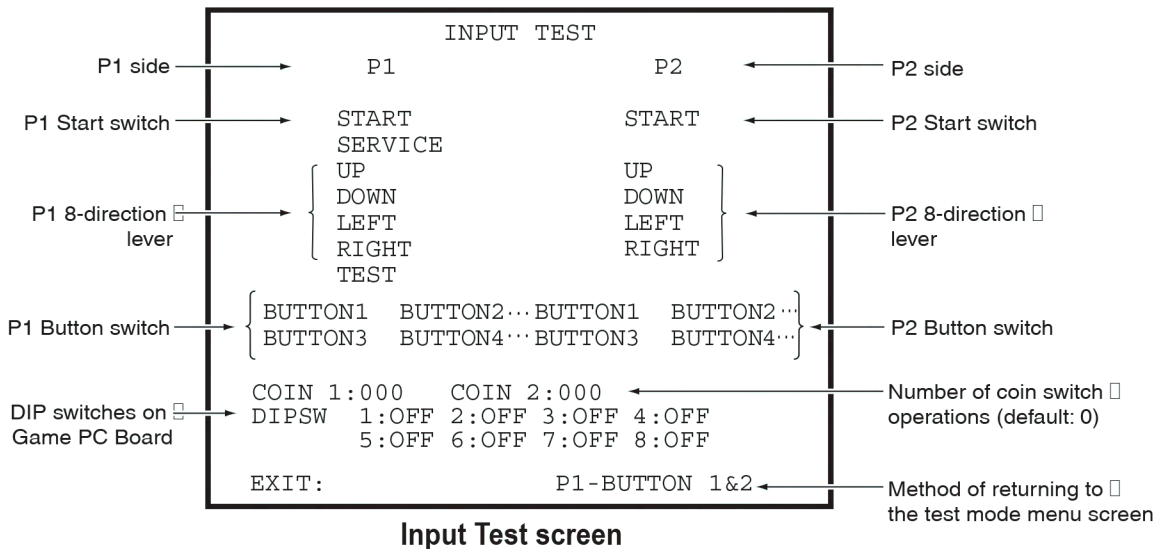 INPUT TEST
P1 side P1 P2 P2 side
P1 Start switch START START P2 Start switch
SERVICE
UP UP
DOWN DOWN
P1 8-direction LEFT LEFT P2 8-direction
lever RIGHT RIGHT lever
TEST
BUTTON1 BUTTON2··· BUTTON1 BUTTON2···
P1 Button switch P2 Button switch
BUTTON3 BUTTON4··· BUTTON3 BUTTON4···
COIN 1:000 COIN 2:000 Number of coin switch
DIP switches on DIPSW 1:OFF 2:OFF 3:OFF 4:OFF operations (default: 0)
Game PC Board 5:OFF 6:OFF 7:OFF 8:OFF
EXIT: P1-BUTTON 1&2 Method of returning to
the test mode menu screen
Input Test screen